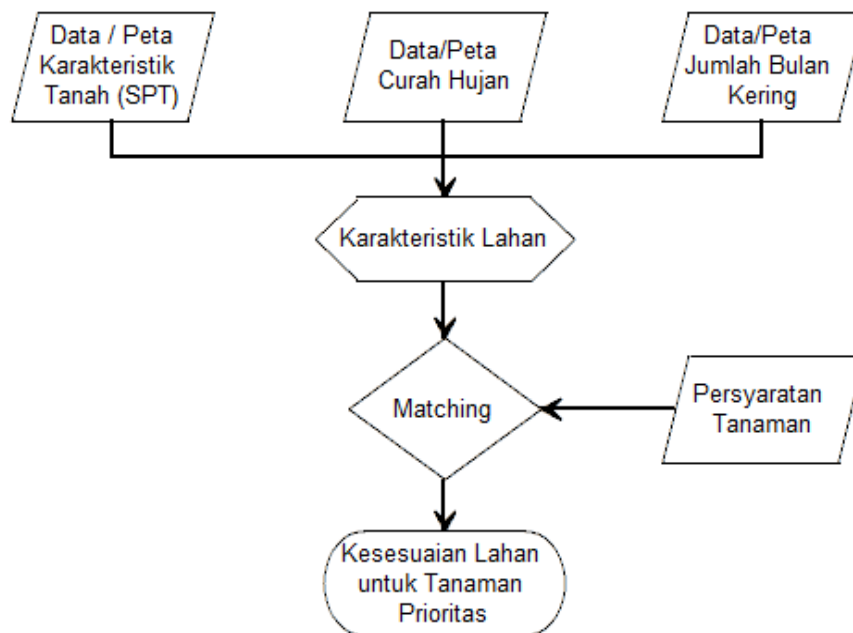 Data / Peta
Karakteristik
Tanah (SPT)
Data/Peta
Curah Hujan
Data/Peta
Jumlah Bulan
Kering
Karakteristik Lahan
Matching
Persyaratan
Tanaman
Kesesuaian Lahan
untuk Tanaman
Prioritas